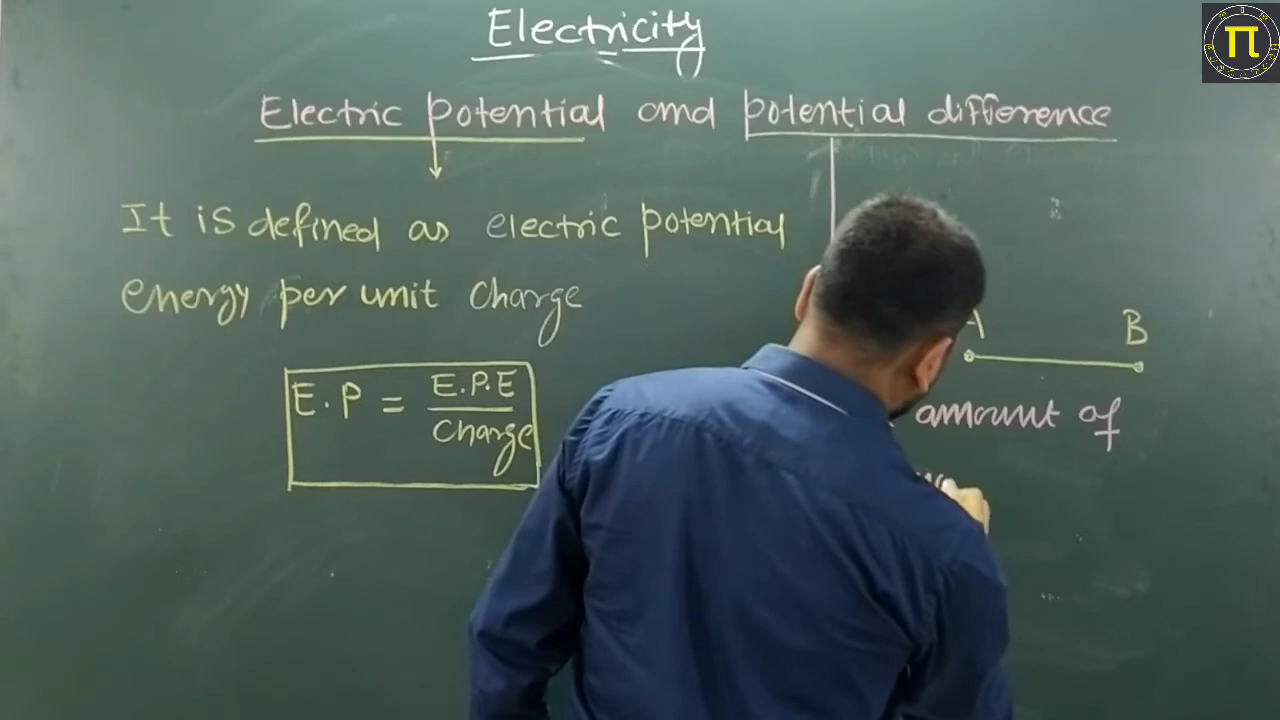 Electricity
Electric potential and potential difference
It is defined as electric potential
energy per unit charge
E.P = E.P.E
charge
A B
amount of
π